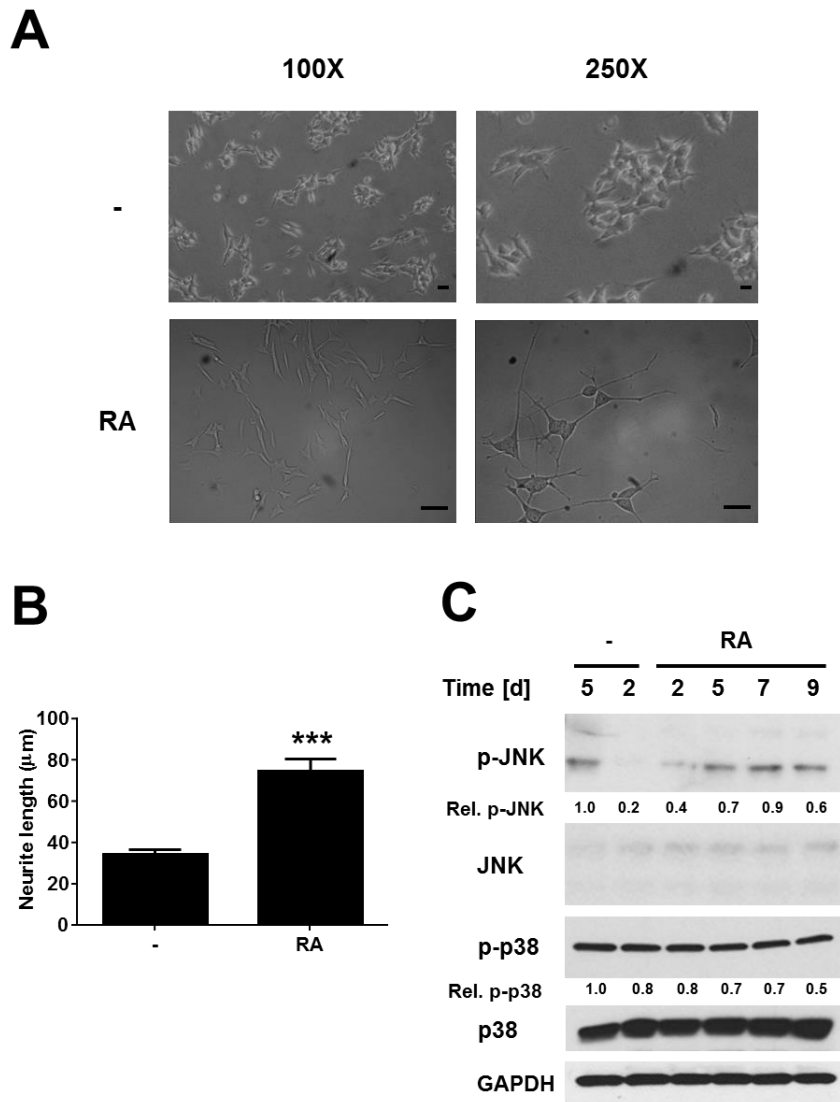 A
100X 250X
-
RA
B
Neurite length (μm)
100
80
60
40
20
0
***
- RA
C
- RA
Time [d] 5 2 2 5 7 9
p-JNK
Rel. p-JNK 1.0 0.2 0.4 0.7 0.9 0.6
JNK
p-p38
Rel. p-p38 1.0 0.8 0.8 0.7 0.7 0.5
p38
GAPDH